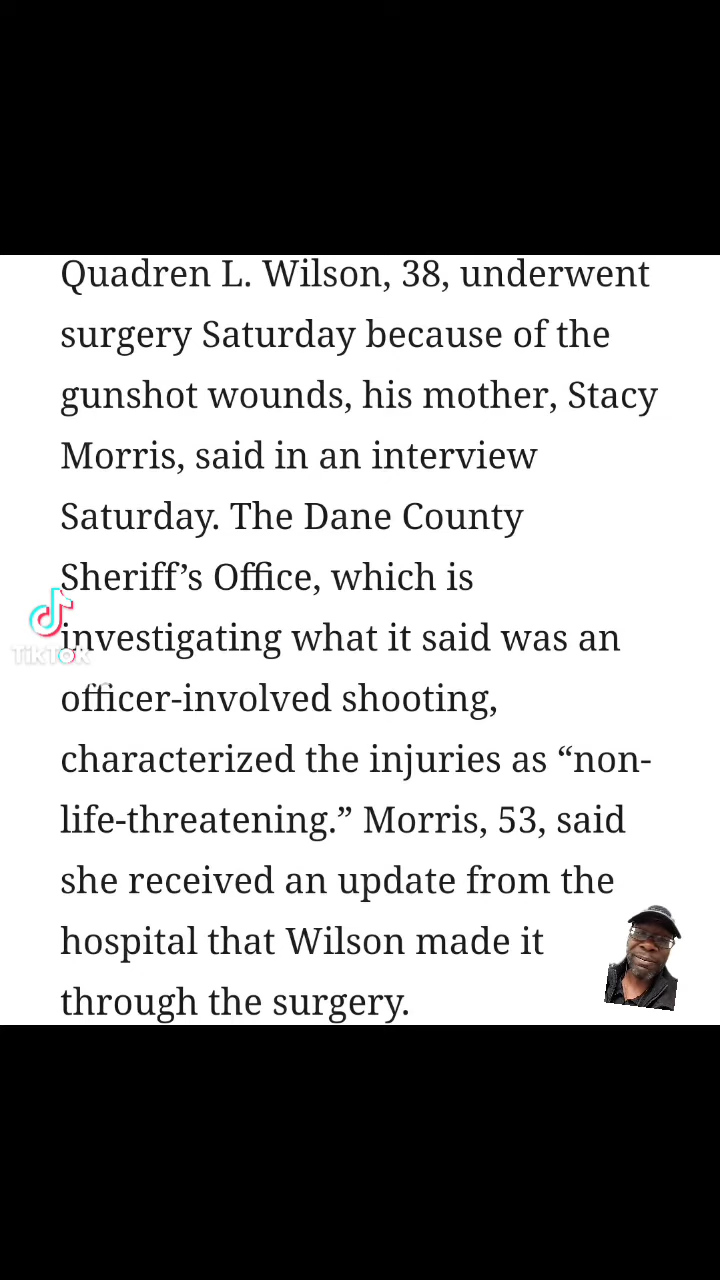 Quadren L. Wilson, 38, underwent
surgery Saturday because of the
gunshot wounds, his mother, Stacy
Morris, said in an interview
Saturday. The Dane County
Sheriff’s Office, which is
investigating what it said was an
officer-involved shooting,
characterized the injuries as “non-
life-threatening.” Morris, 53, said
she received an update from the
hospital that Wilson made it
through the surgery.
TikTok